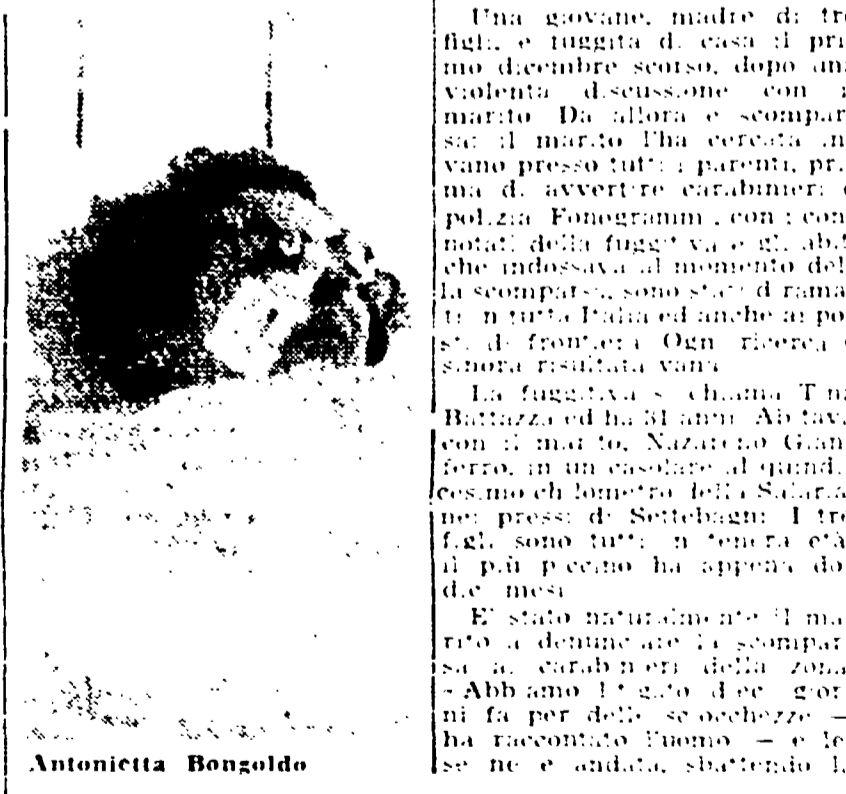 Antonietta Bongoldo
Una giovane, madre di tre
figli, e fuggita di casa il pri-
mo dicembre scorso, dopo una
violenta discussione con il
marito Da allora e scompar-
sa: il marito l'ha cercata in-
vano presso tutti i parenti, pri-
ma di avvertire carabinieri e
polizia Fonogrammi, con i con-
notati della fuggitiva e gli abiti
che indossava al momento del-
la scomparsa, sono stati dirama-
ti in tutta Italia ed anche ai po-
sti di frontiera Ogni ricerca e
sinora risultata vana
La fuggitiva si chiama Tina
Battazza ed ha 31 anni Abitava
con il marito, Nazareno Gian-
ferro, in un casolare al quindi-
cesimo chilometro della Salaria
nei pressi di Settebagni I tre
figli sono tutti in tenera età
il più piccino ha appena do-
dici mesi
E' stato naturalmente il ma-
rito a denunciare la scompar-
sa ai carabinieri della zona
- Abbiamo litigato dieci gior-
ni fa per delle sciocchezze —
ha raccontato l'uomo — e lei
se ne e andata, sbattendo la